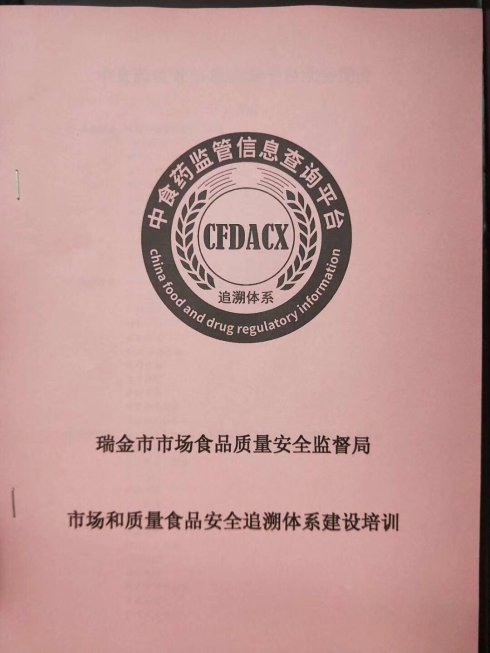 中食药监管信息查询平台
CFDACX
追溯体系
china food and drug regulatory information
瑞金市市场食品质量安全监督局
市场和质量食品安全追溯体系建设培训